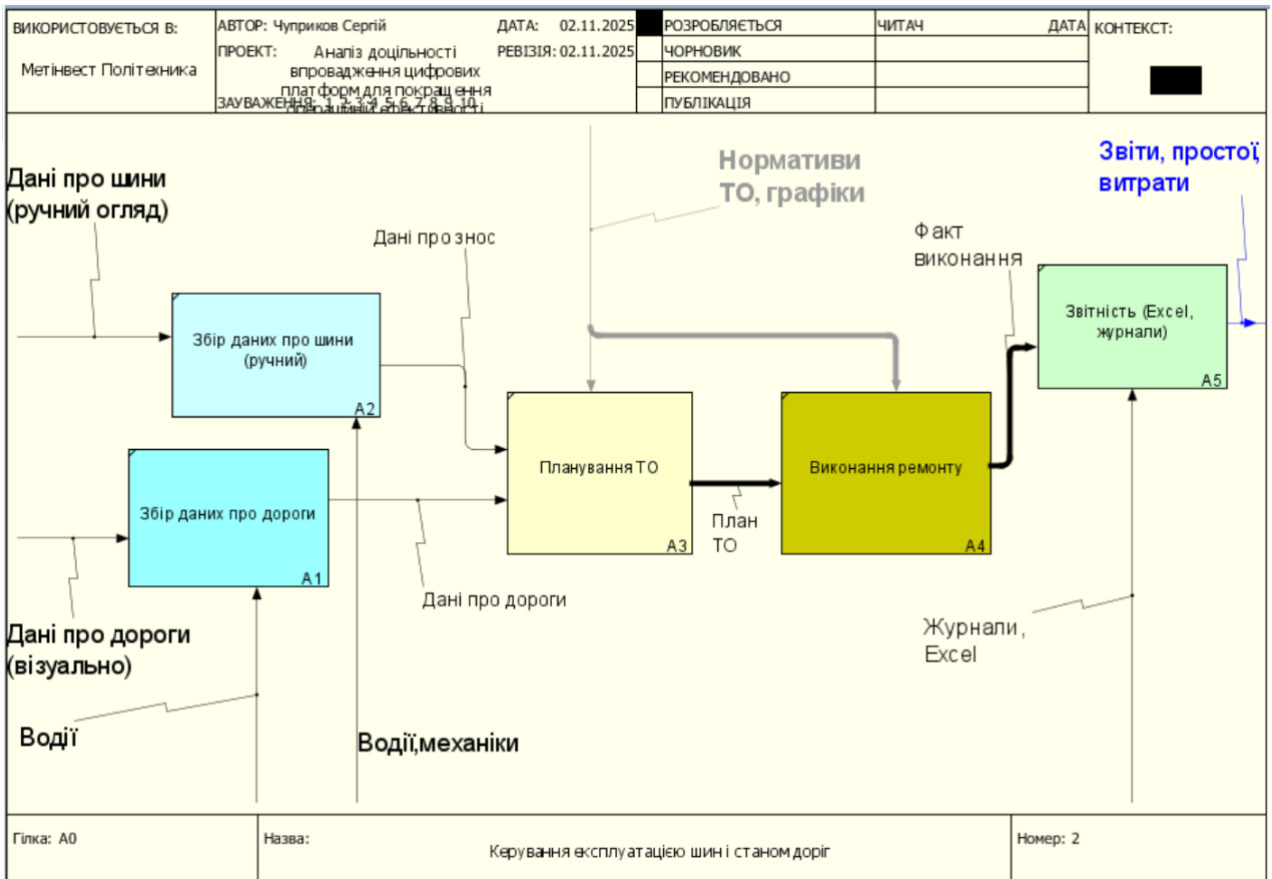 ВИКОРИСТОВУЄТЬСЯ В:
Метінвест Політехника
АВТОР: Чуприков Сергій
ДАТА: 02.11.2025
ПРОЕКТ: Аналіз доцільності
впровадження цифрових
платформ для покращення
операційній ефективності
РЕВІЗІЯ: 02.11.2025
ЗАУВАЖЕННЯ: 1 2 3 4 5 6 7 8 9 10
РОЗРОБЛЯЄТЬСЯ
ЧОРНОВИК
РЕКОМЕНДОВАНО
ПУБЛІКАЦІЯ
ЧИТАЧ
ДАТА
КОНТЕКСТ:
Дані про шини
(ручний огляд)
Дані про знос
Нормативи
ТО, графіки
Факт
виконання
Звіти, простої,
витрати
Збір даних про шини
(ручний)
A2
Збір даних про дороги
A1
Планування ТО
A3
Виконання ремонту
A4
Звітність (Excel,
журнали)
A5
План
ТО
Дані про дороги
Дані про дороги
(візуально)
Водії
Водії,механіки
Журнали,
Excel
Гілка: A0
Назва:
Керування експлуатацією шин і станом доріг
Номер: 2